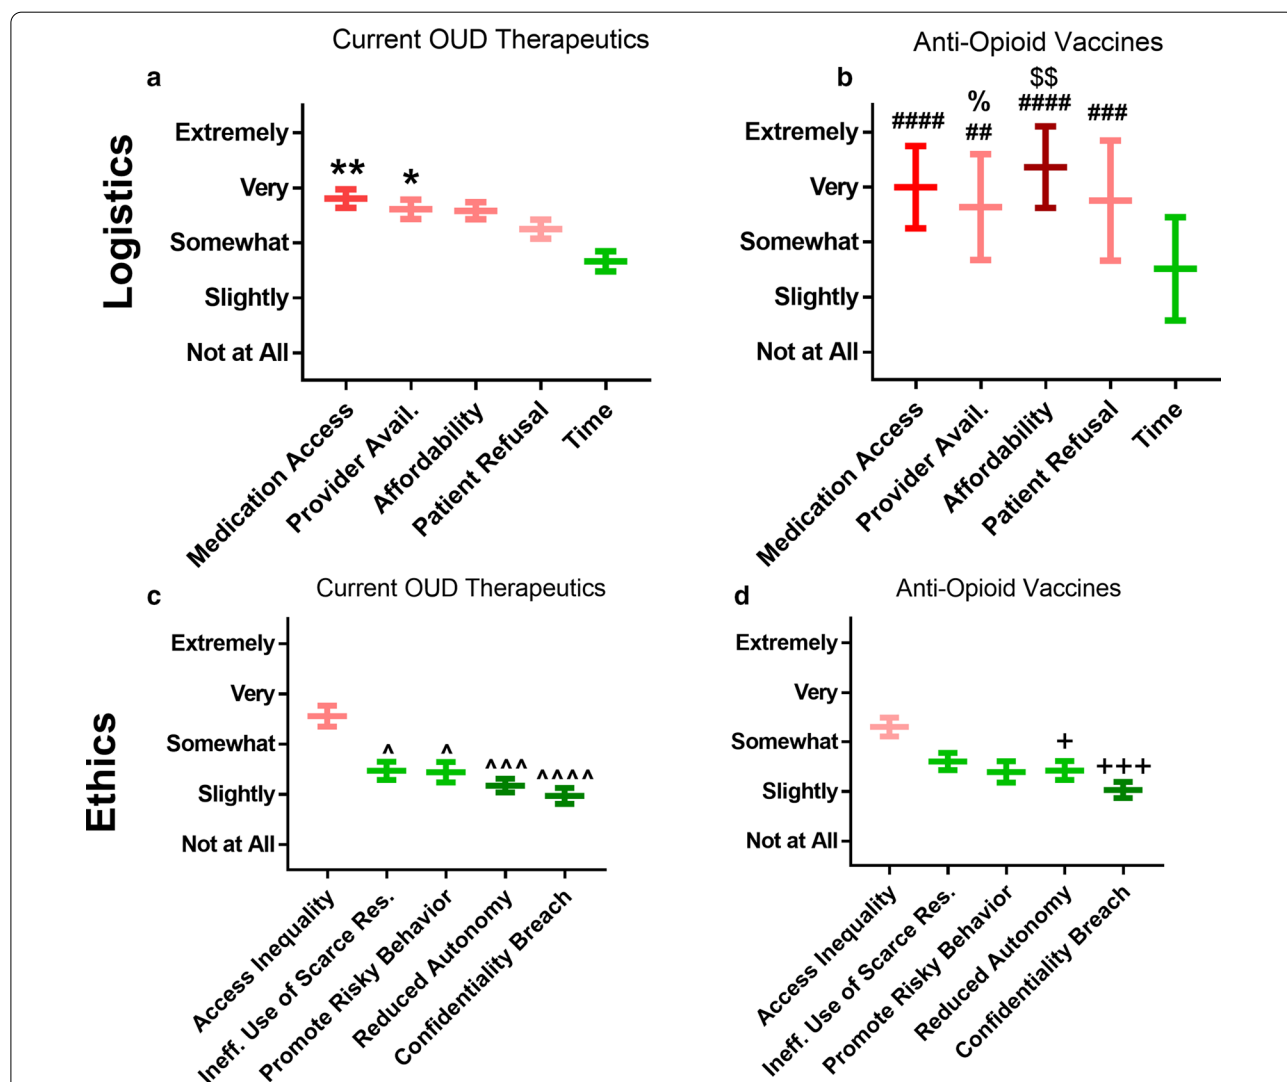 Logistics
Current OUD Therapeutics
a
**
*
Extremely
Very
Somewhat
Slightly
Not at All
Medication Access
Provider Avail.
Affordability
Patient Refusal
Time
Anti-Opioid Vaccines
b
$$
%
####
##
####
###
Extremely
Very
Somewhat
Slightly
Not at All
Medication Access
Provider Avail.
Affordability
Patient Refusal
Time
Ethics
Current OUD Therapeutics
c
Extremely
Very
Somewhat
Slightly
Not at All
^
^
^^^
^^^^
Access Inequality
Ineff. Use of Scarce Res.
Promote Risky Behavior
Reduced Autonomy
Confidentiality Breach
Anti-Opioid Vaccines
d
Extremely
Very
Somewhat
Slightly
Not at All
+
+++
Access Inequality
Ineff. Use of Scarce Res.
Promote Risky Behavior
Reduced Autonomy
Confidentiality Breach